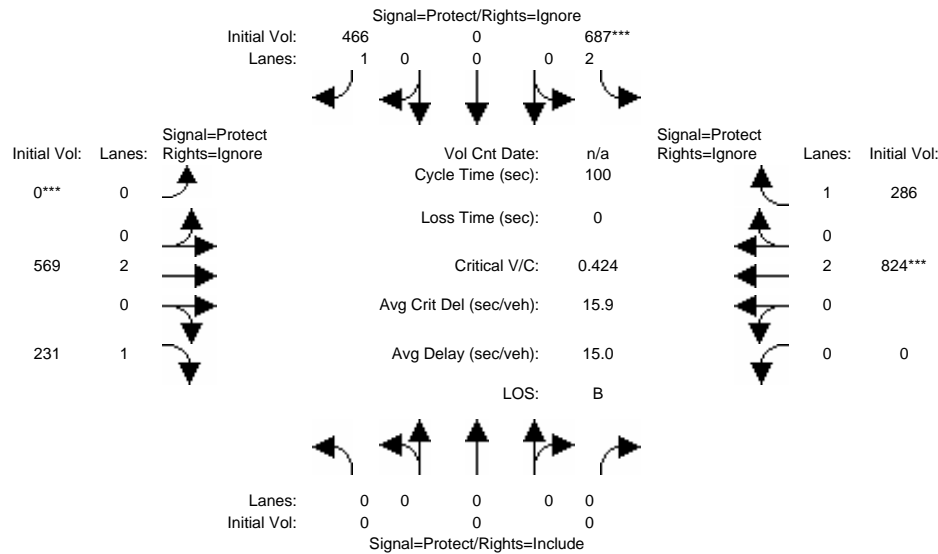 Signal=Protect/Rights=Ignore
Initial Vol: 466 0 687***
Lanes: 1 0 0 0 2
Signal=Protect
Initial Vol: Lanes: Rights=Ignore
Vol Cnt Date: n/a
Signal=Protect
Rights=Ignore Lanes: Initial Vol:
Cycle Time (sec): 100
0*** 0
1 286
Loss Time (sec): 0
0
0
569 2
Critical V/C: 0.424
2 824***
0
Avg Crit Del (sec/veh): 15.9
0
231 1
Avg Delay (sec/veh): 15.0
0 0
LOS: B
Lanes: 0 0 0 0 0
Initial Vol: 0 0 0
Signal=Protect/Rights=Include